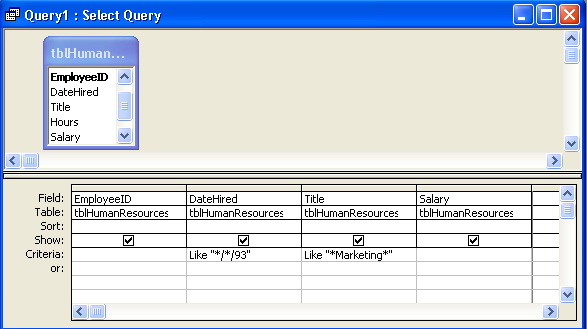 Query1 : Select Query
tblHuman...
EmployeeID
DateHired
Title
Hours
Salary
Field: EmployeeID DateHired Title Salary
Table: tblHumanResources tblHumanResources tblHumanResources tblHumanResources
Sort:
Show:
Criteria: Like "*/*/93" Like "*Marketing*"
or: